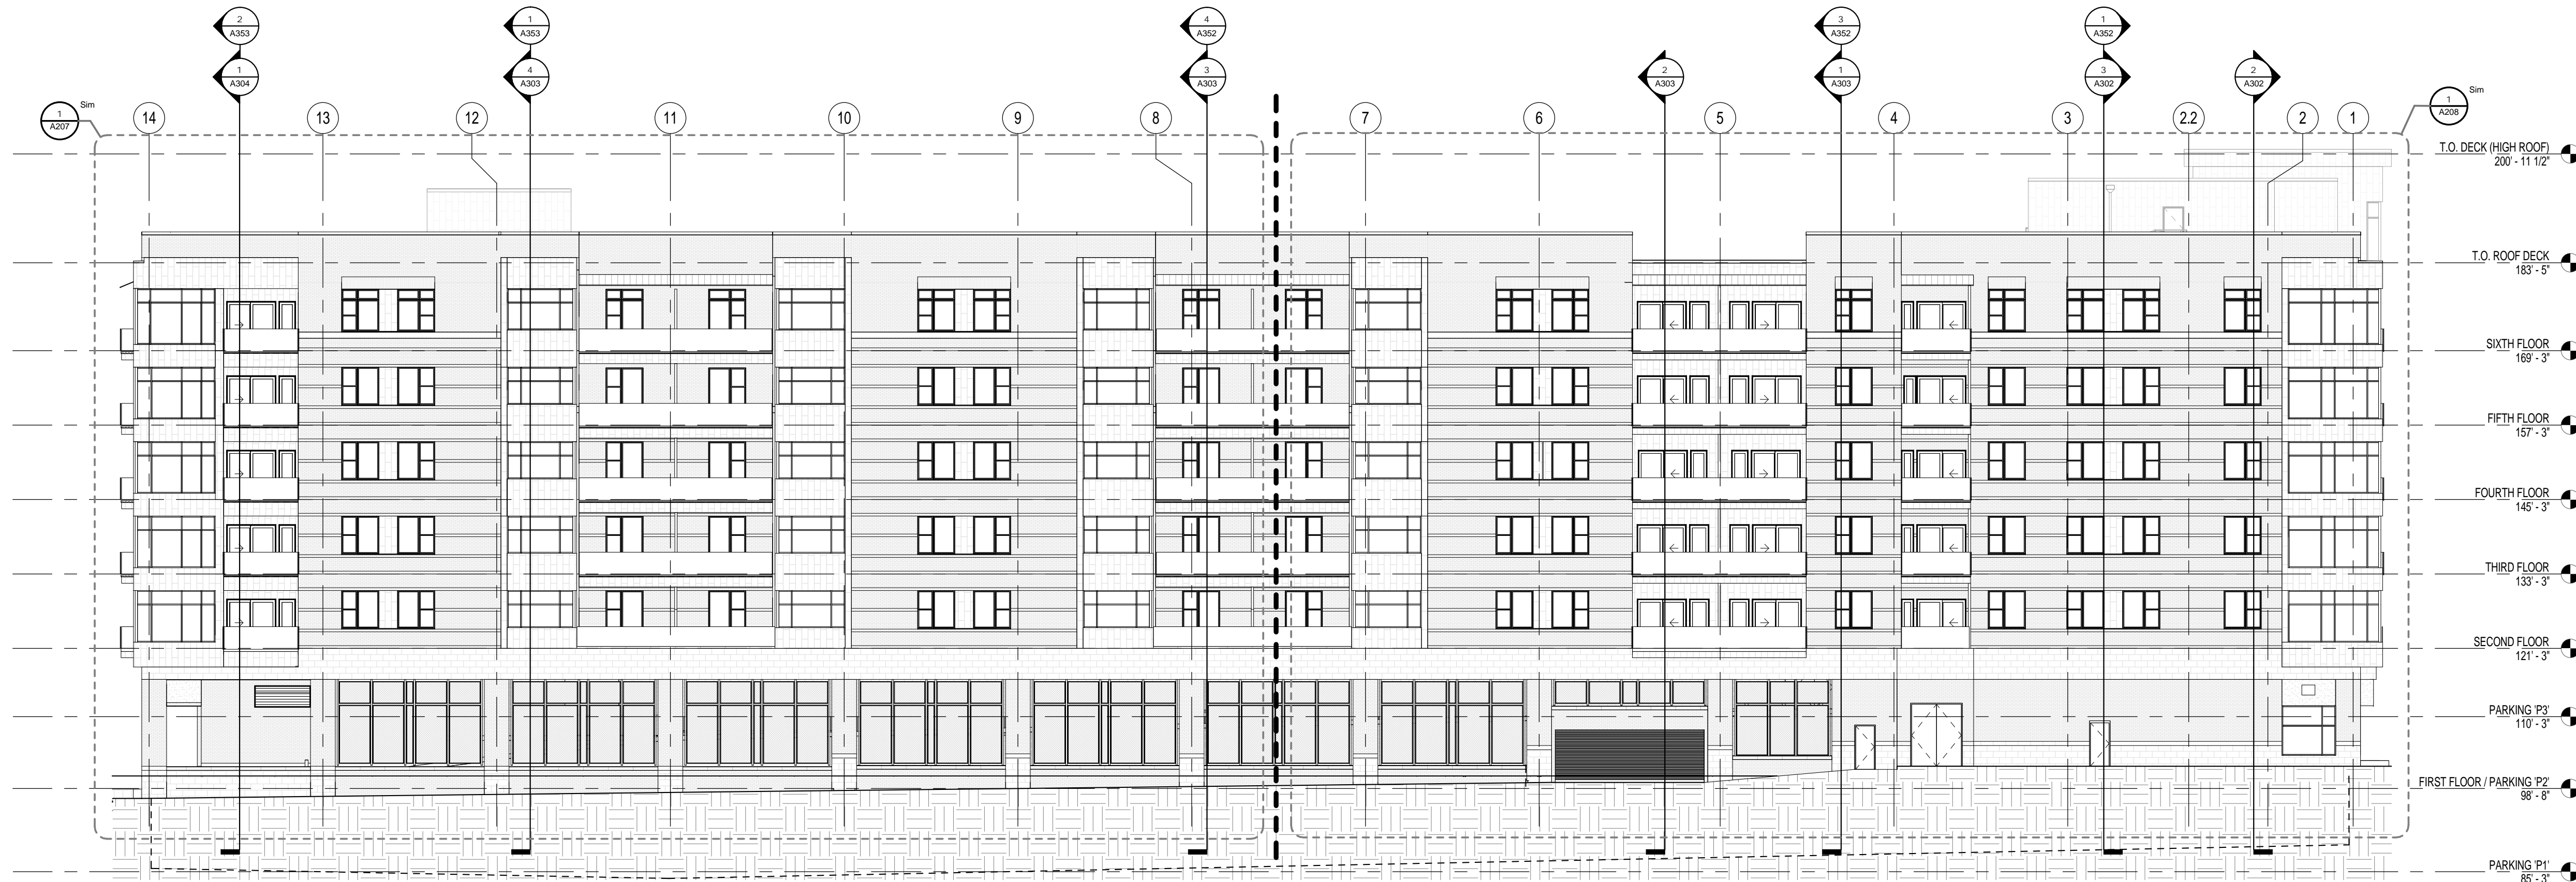 2
A353
1
A353
4
A352
3
A352
1
A352
1
A304
4
A303
3
A303
2
A303
1
A303
3
A302
2
A302
1
A207
Sim
1
A208
Sim
14
13
12
11
10
9
8
7
6
5
4
3
2.2
2
1
T.O. DECK (HIGH ROOF)
200' - 11 1/2"
T.O. ROOF DECK
183' - 5"
SIXTH FLOOR
169' - 3"
FIFTH FLOOR
157' - 3"
FOURTH FLOOR
145' - 3"
THIRD FLOOR
133' - 3"
SECOND FLOOR
121' - 3"
PARKING 'P3'
110' - 3"
FIRST FLOOR / PARKING 'P2'
98' - 8"
PARKING 'P1'
85' - 3"